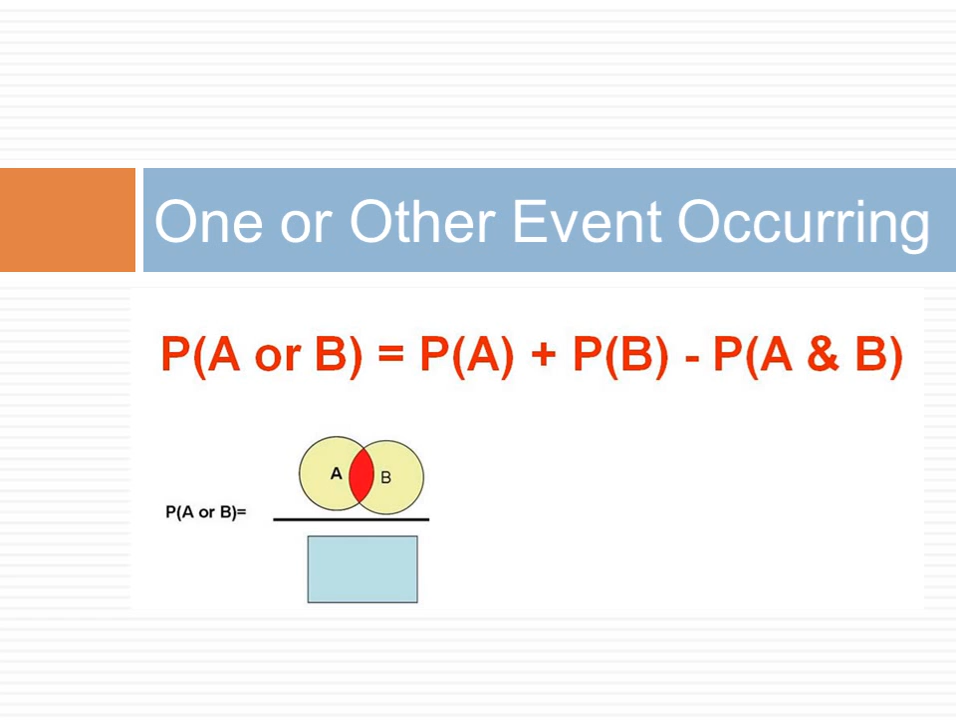 One or Other Event Occurring
P(A or B) = P(A) + P(B) - P(A & B)
A B
P(A or B)=